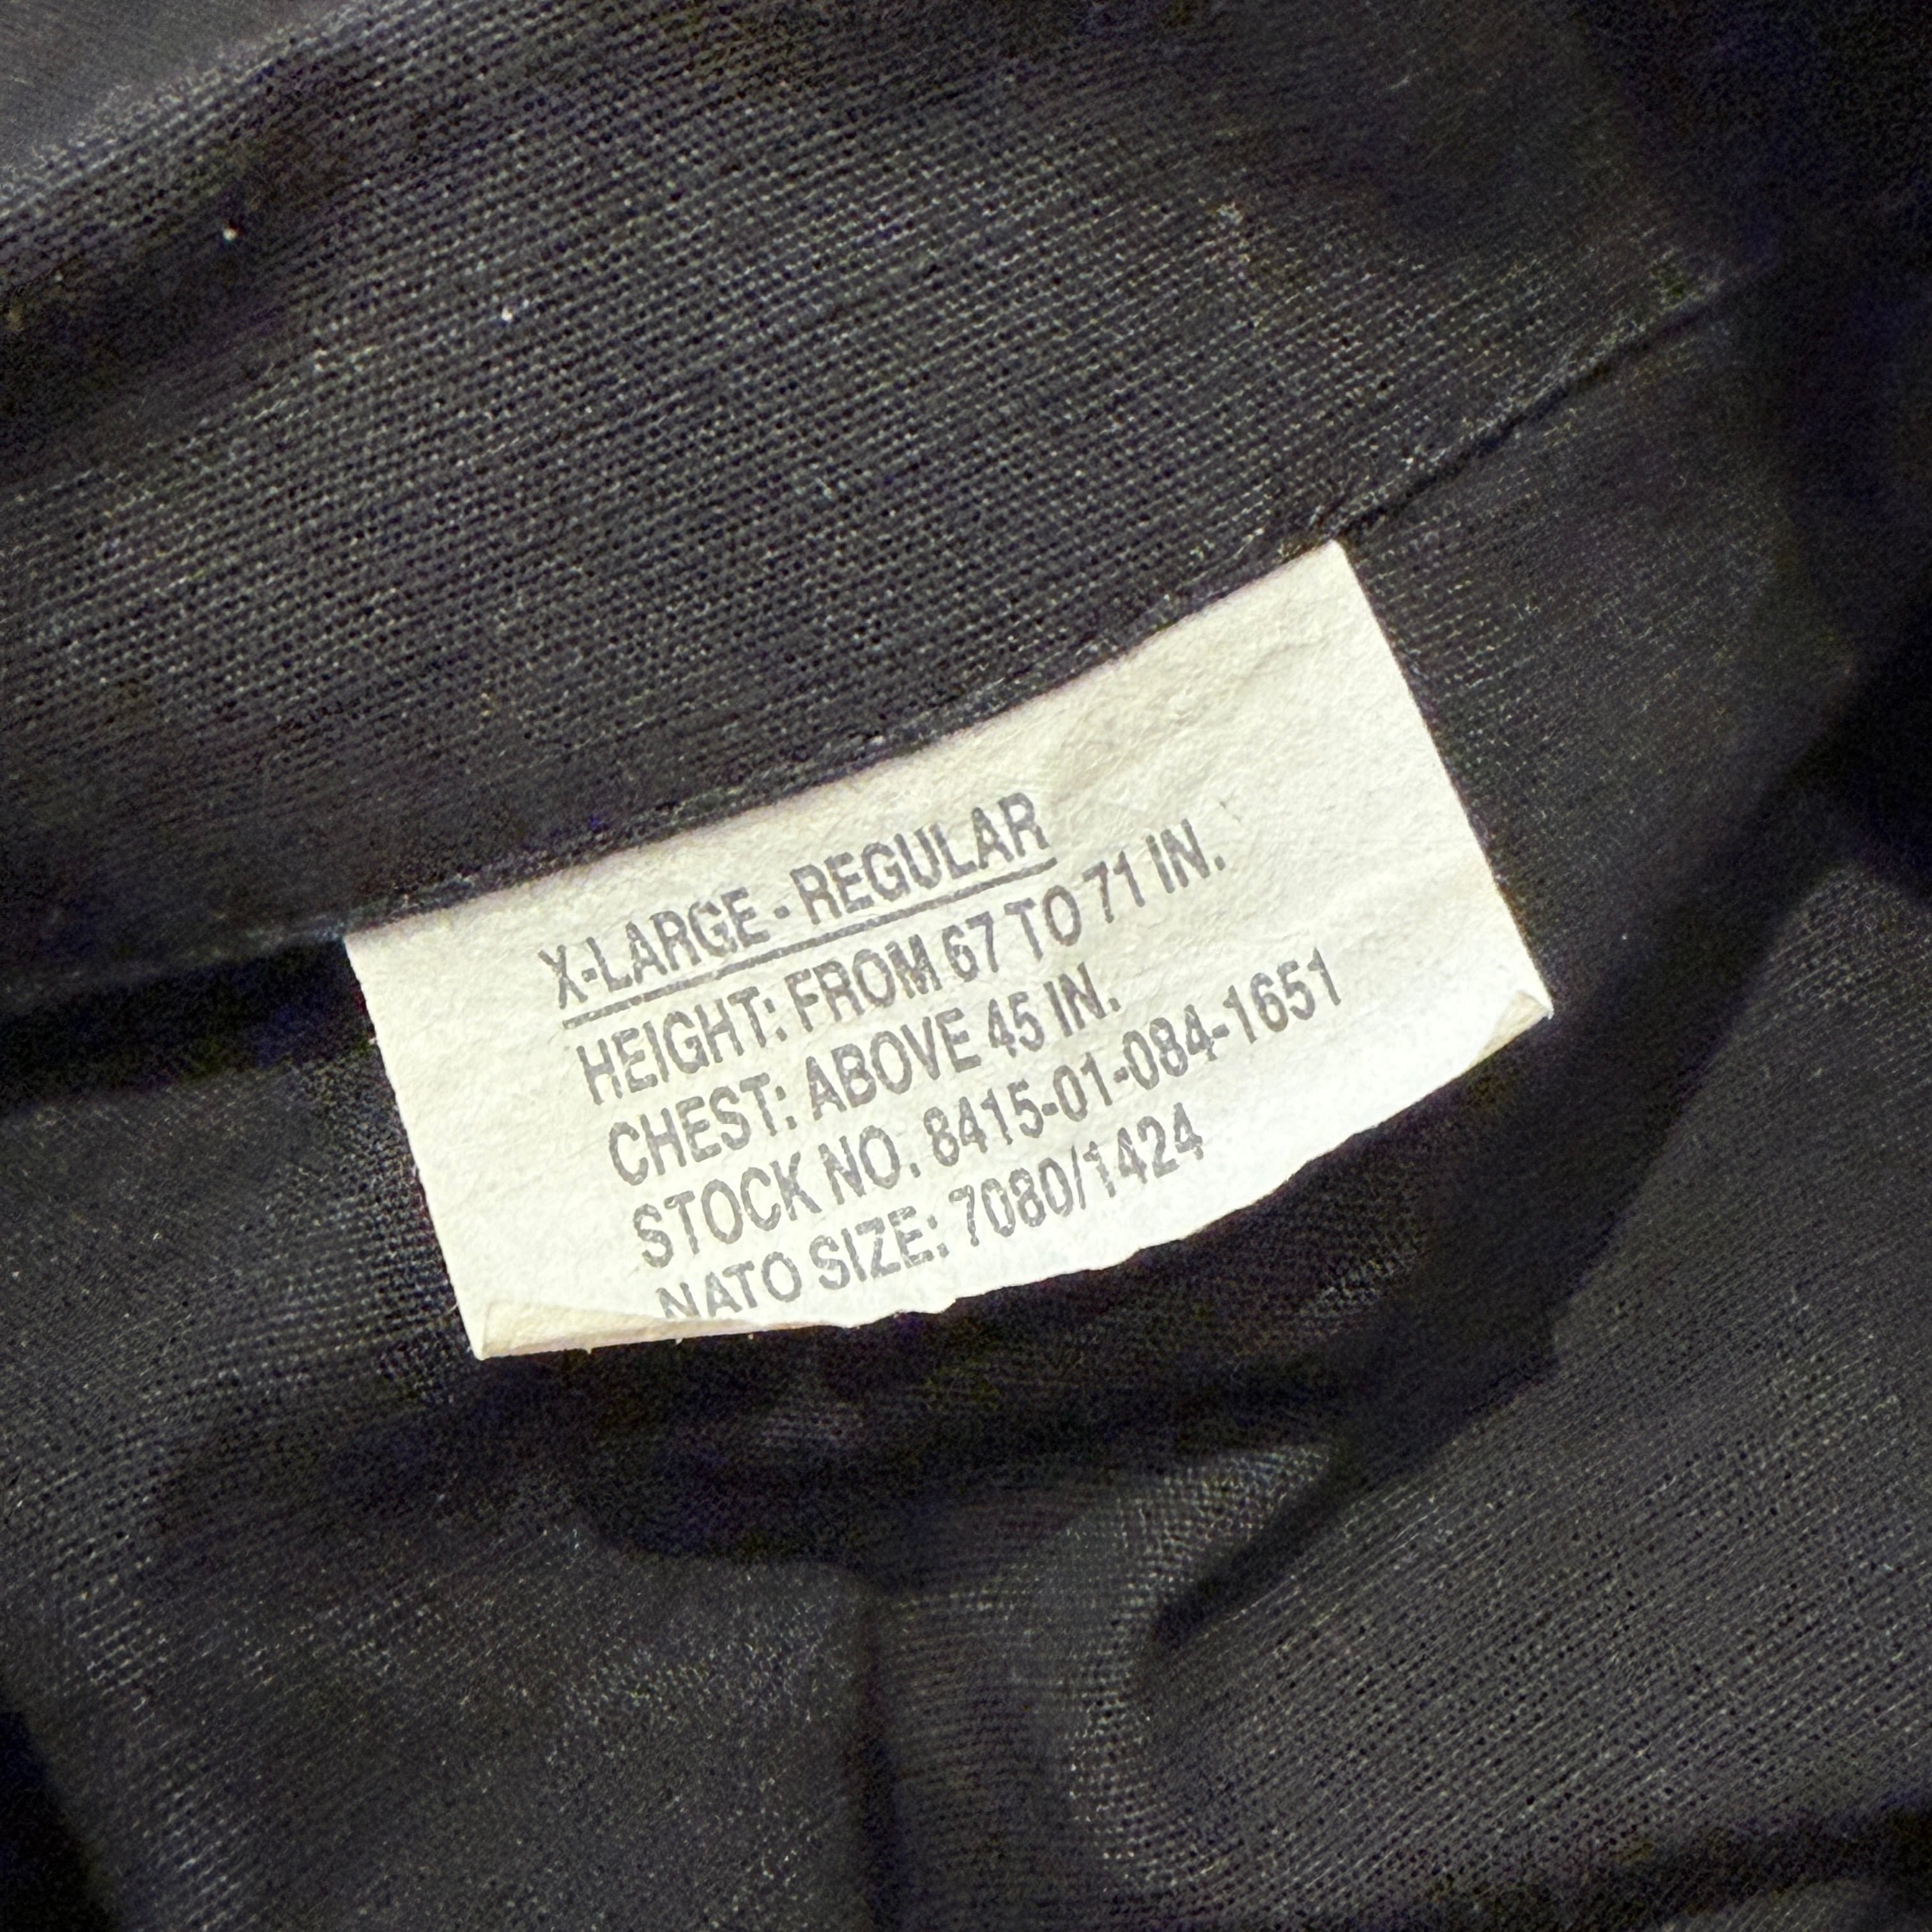 X-LARGE - REGULAR
HEIGHT: FROM 67 TO 71 IN.
CHEST: ABOVE 45 IN.
STOCK NO. 8415-01-084-1651
NATO SIZE: 7080/1424